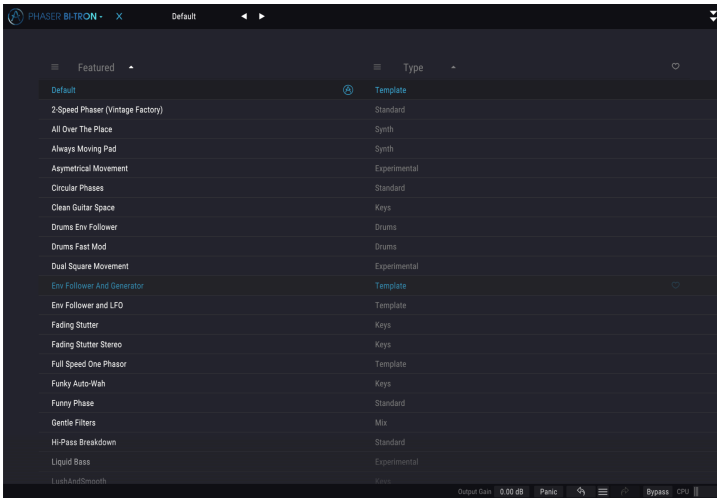 PHASER BI-TRON X Default
Featured Type
Default Template
2-Speed Phaser (Vintage Factory) Standard
All Over The Place Synth
Always Moving Pad Synth
Asymetrical Movement Experimental
Circular Phases Standard
Clean Guitar Space Keys
Drums Env Follower Drums
Drums Fast Mod Drums
Dual Square Movement Experimental
Env Follower And Generator Template
Env Follower and LFO Template
Fading Stutter Keys
Fading Stutter Stereo Keys
Full Speed One Phasor Template
Funky Auto-Wah Keys
Funny Phase Standard
Gentle Filters Mix
Hi-Pass Breakdown Standard
Liquid Bass Experimental
LushAndSmooth Keys
Output Gain 0.00 dB Panic Bypass CPU